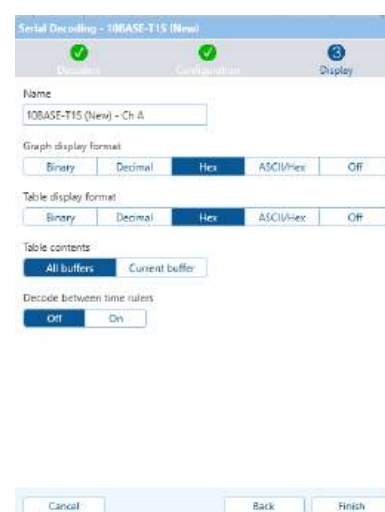 Serial Decoding - 10BASE-T1S (New)
Decoders Configuration 3 Display
Name
10BASE-T1S (New) - Ch A
Graph display format
Binary Decimal Hex ASCII/Hex Off
Table display format
Binary Decimal Hex ASCII/Hex Off
Table contents
All buffers Current buffer
Decode between time rulers
Off On
Cancel Back Finish